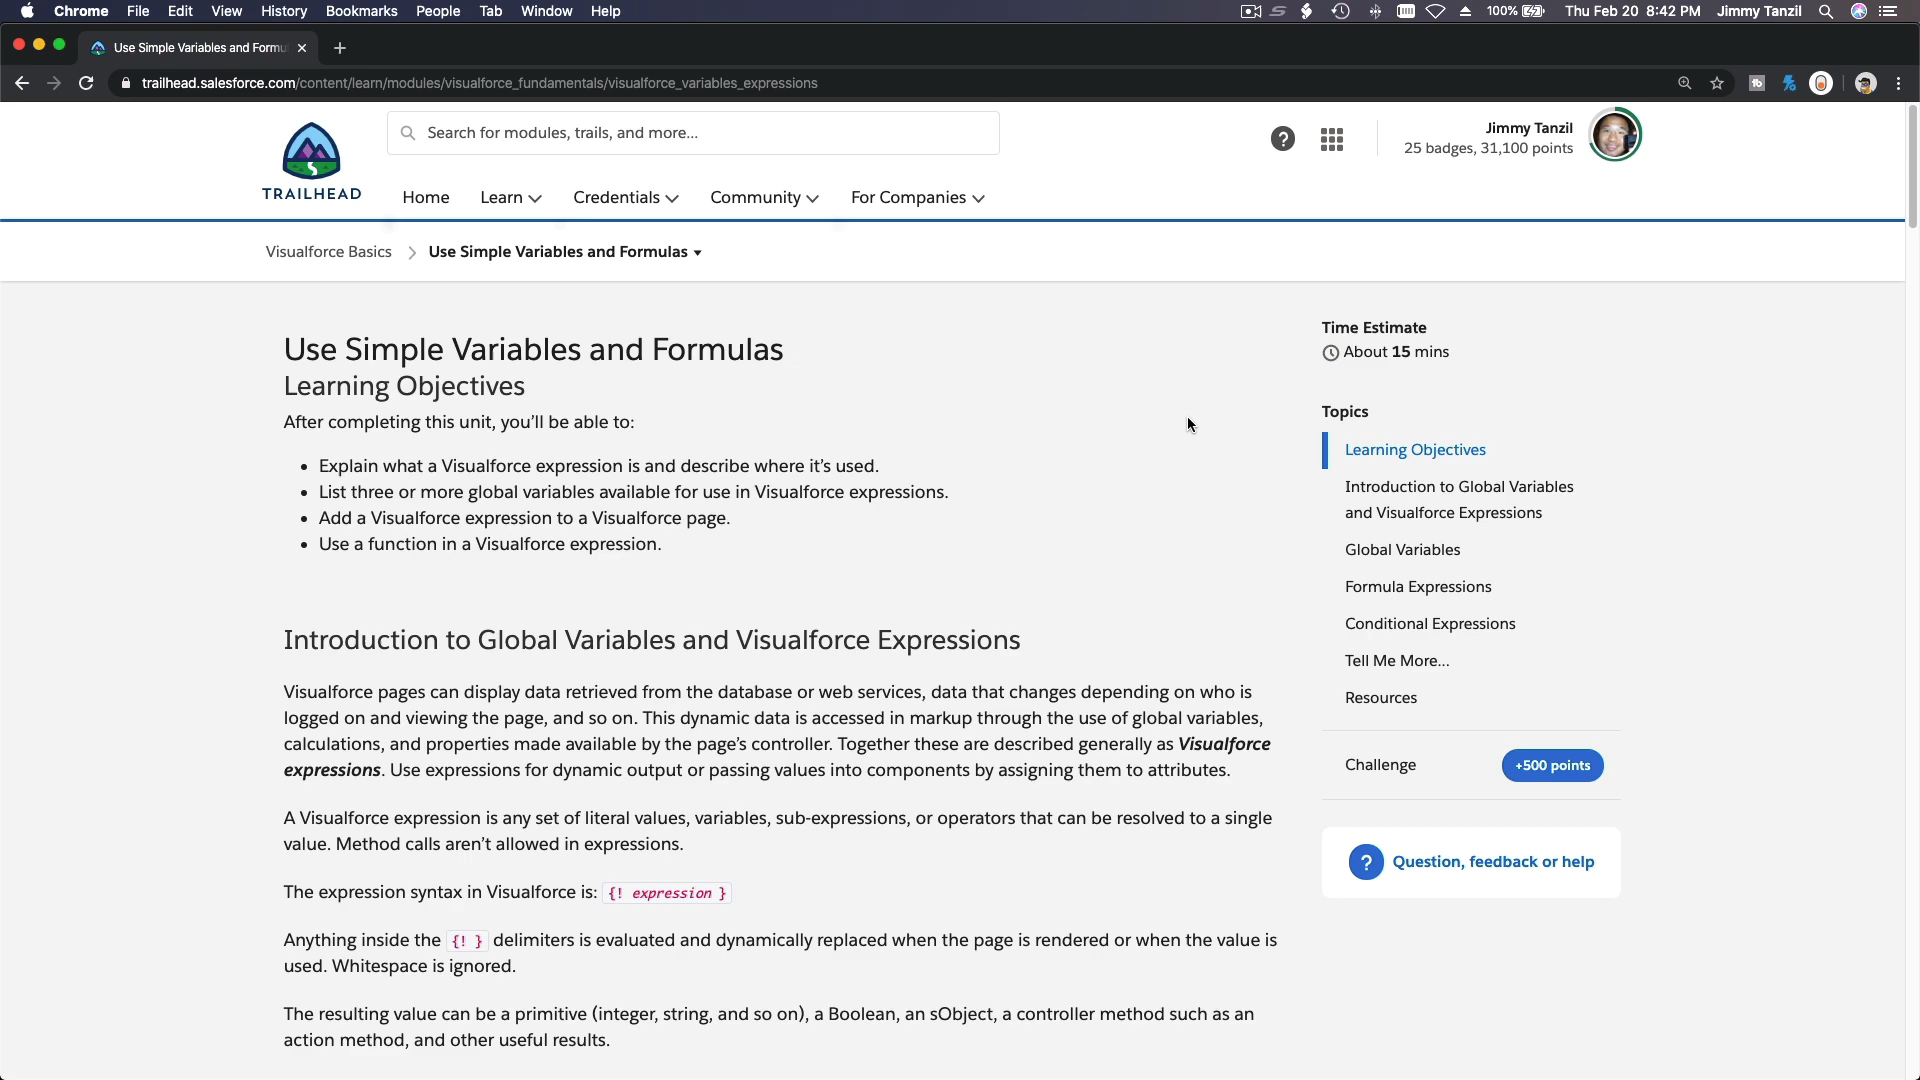 Chrome File Edit View History Bookmarks People Tab Window Help 100% Thu Feb 20 8:42 PM Jimmy Tanzil
Use Simple Variables and Formu
trailhead.salesforce.com/content/learn/modules/visualforce_fundamentals/visualforce_variables_expressions
TRAILHEAD
Search for modules, trails, and more...
Jimmy Tanzil
25 badges, 31,100 points
Home Learn Credentials Community For Companies
Visualforce Basics Use Simple Variables and Formulas
Use Simple Variables and Formulas
Learning Objectives
After completing this unit, you’ll be able to:
• Explain what a Visualforce expression is and describe where it’s used.
• List three or more global variables available for use in Visualforce expressions.
• Add a Visualforce expression to a Visualforce page.
• Use a function in a Visualforce expression.
Introduction to Global Variables and Visualforce Expressions
Visualforce pages can display data retrieved from the database or web services, data that changes depending on who is
logged on and viewing the page, and so on. This dynamic data is accessed in markup through the use of global variables,
calculations, and properties made available by the page’s controller. Together these are described generally as Visualforce
expressions. Use expressions for dynamic output or passing values into components by assigning them to attributes.
A Visualforce expression is any set of literal values, variables, sub-expressions, or operators that can be resolved to a single
value. Method calls aren’t allowed in expressions.
The expression syntax in Visualforce is: {! expression }
Anything inside the {! } delimiters is evaluated and dynamically replaced when the page is rendered or when the value is
used. Whitespace is ignored.
The resulting value can be a primitive (integer, string, and so on), a Boolean, an sObject, a controller method such as an
action method, and other useful results.
Time Estimate
About 15 mins
Topics
Learning Objectives
Introduction to Global Variables
and Visualforce Expressions
Global Variables
Formula Expressions
Conditional Expressions
Tell Me More...
Resources
Challenge +500 points
? Question, feedback or help